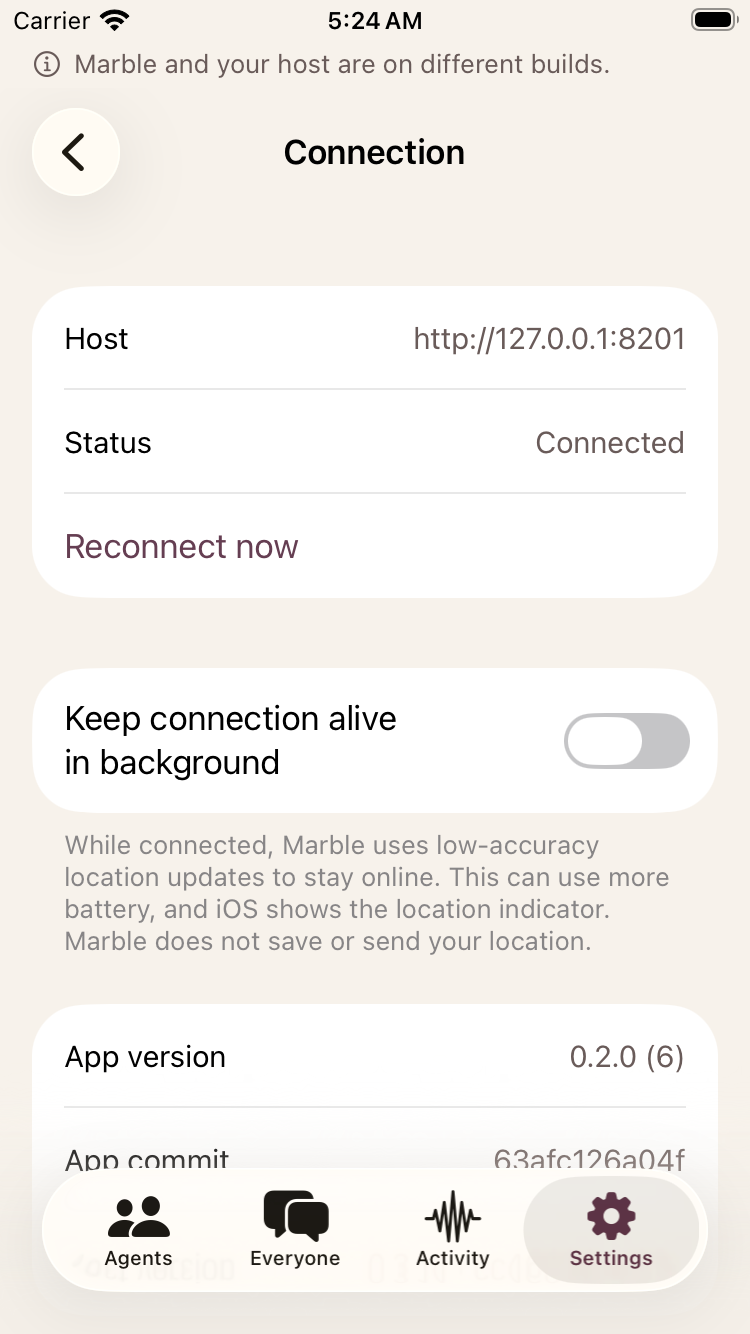 Carrier 5:24 AM
Marble and your host are on different builds.
Connection
Host http://127.0.0.1:8201
Status Connected
Reconnect now
Keep connection alive
in background
While connected, Marble uses low-accuracy
location updates to stay online. This can use more
battery, and iOS shows the location indicator.
Marble does not save or send your location.
App version 0.2.0 (6)
App commit 63afc126a04f
Agents Everyone Activity Settings